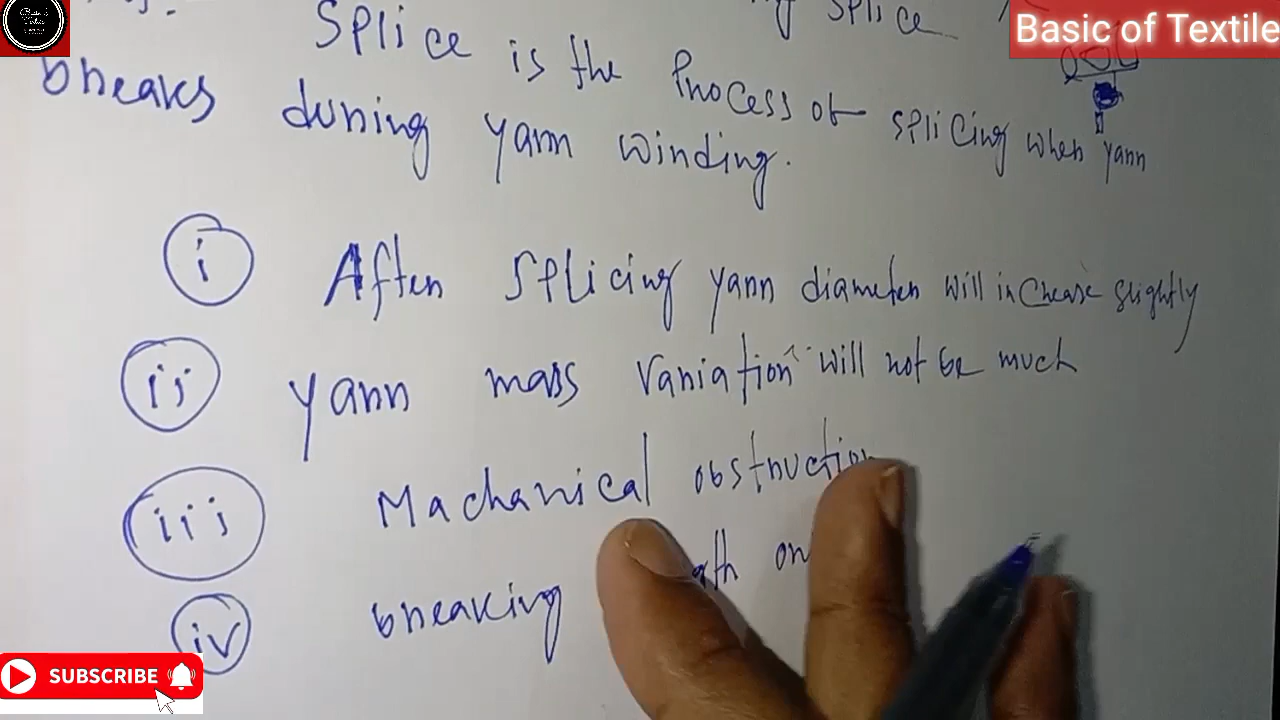 Basic of Textile
splice
Splice is the Process of splicing when yarn
breaks during yarn winding.
i After splicing yarn diameter will increase slightly
ii yarn mass variation will not be much
iii Machanical obstruction
iv breaking
SUBSCRIBE